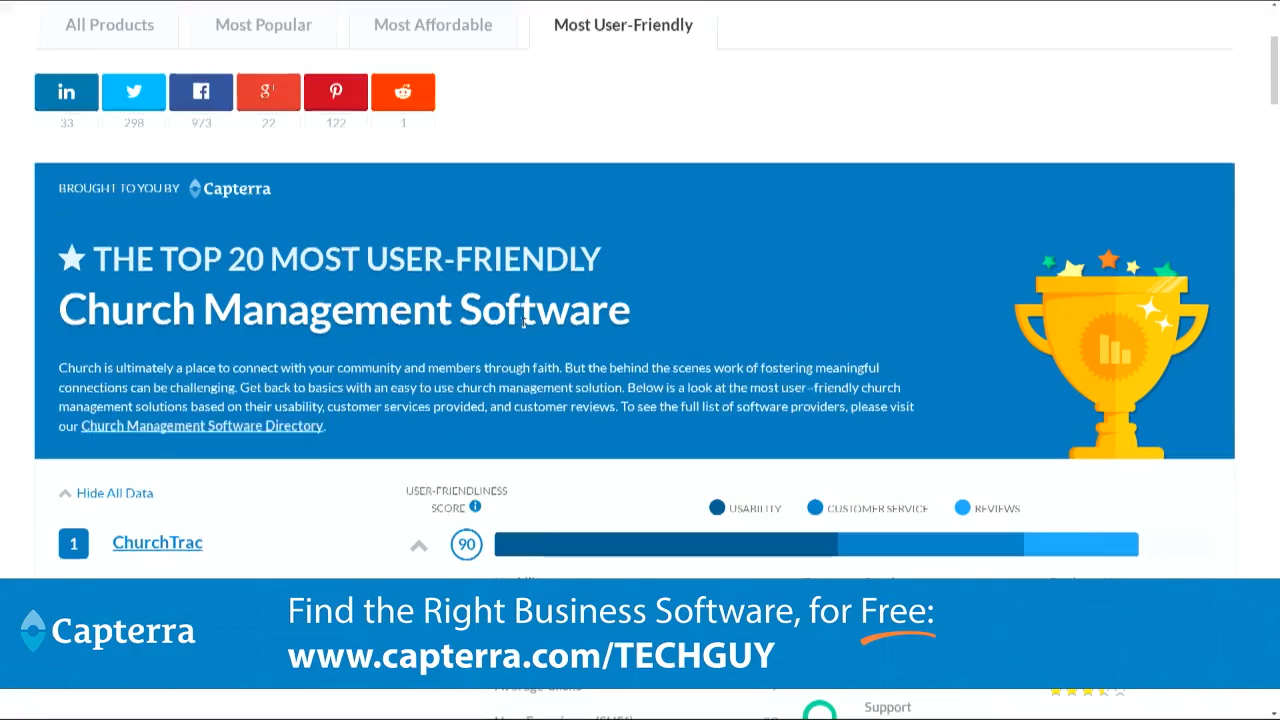 All Products
Most Popular
Most Affordable
Most User-Friendly
in
g+
33
298
973
22
122
1
BROUGHT TO YOU BY Capterra
THE TOP 20 MOST USER-FRIENDLY
Church Management Software
Church is ultimately a place to connect with your community and members through faith. But the behind the scenes work of fostering meaningful
connections can be challenging. Get back to basics with an easy to use church management solution. Below is a look at the most user-friendly church
management solutions based on their usability, customer services provided, and customer reviews. To see the full list of software providers, please visit
our Church Management Software Directory.
Hide All Data
USER-FRIENDLINESS
SCORE
USABILITY
CUSTOMER SERVICE
REVIEWS
1
ChurchTrac
90
Capterra
Find the Right Business Software, for Free:
www.capterra.com/TECHGUY
Support